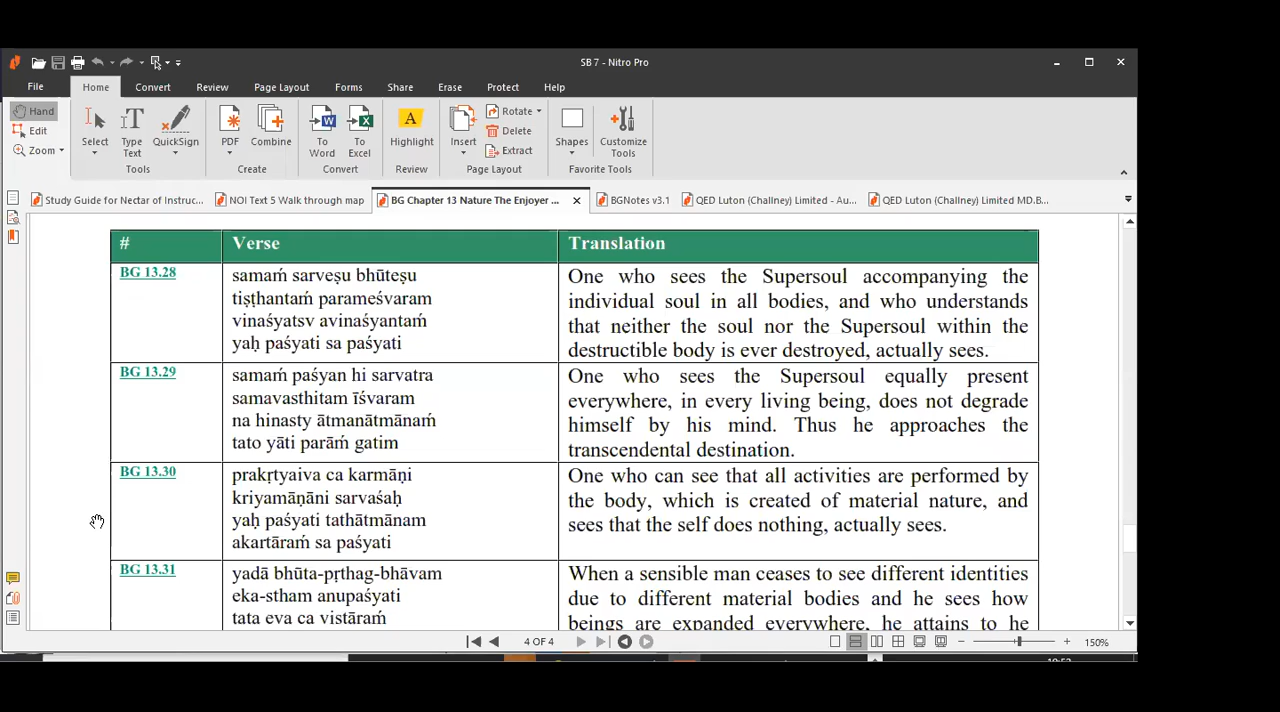 SB 7 - Nitro Pro
File Home Convert Review Page Layout Forms Share Erase Protect Help
Hand
Edit
Zoom
Select
Type Text
QuickSign
Tools
PDF
Combine
Create
To Word
To Excel
Convert
Highlight
Review
Insert
Rotate
Delete
Extract
Page Layout
Shapes
Customize Tools
Favorite Tools
Study Guide for Nectar of Instruc...
NOI Text 5 Walk through map
BG Chapter 13 Nature The Enjoyer ...
BGNotes v3.1
QED Luton (Challney) Limited - Au...
QED Luton (Challney) Limited MD.B...
# Verse Translation
BG 13.28
samaṁ sarveṣu bhūteṣu
tiṣṭhantaṁ parameśvaram
vinaśyatsv avinaśyantaṁ
yaḥ paśyati sa paśyati
One who sees the Supersoul accompanying the
individual soul in all bodies, and who understands
that neither the soul nor the Supersoul within the
destructible body is ever destroyed, actually sees.
BG 13.29
samaṁ paśyan hi sarvatra
samavasthitam īśvaram
na hinasty ātmanātmānaṁ
tato yāti parāṁ gatim
One who sees the Supersoul equally present
everywhere, in every living being, does not degrade
himself by his mind. Thus he approaches the
transcendental destination.
BG 13.30
prakṛtyaiva ca karmāṇi
kriyamāṇāni sarvaśaḥ
yaḥ paśyati tathātmānam
akartāraṁ sa paśyati
One who can see that all activities are performed by
the body, which is created of material nature, and
sees that the self does nothing, actually sees.
BG 13.31
yadā bhūta-pṛthag-bhāvam
eka-stham anupaśyati
tata eva ca vistāraṁ
When a sensible man ceases to see different identities
due to different material bodies and he sees how
beings are expanded everywhere, he attains to he
4 OF 4
150%